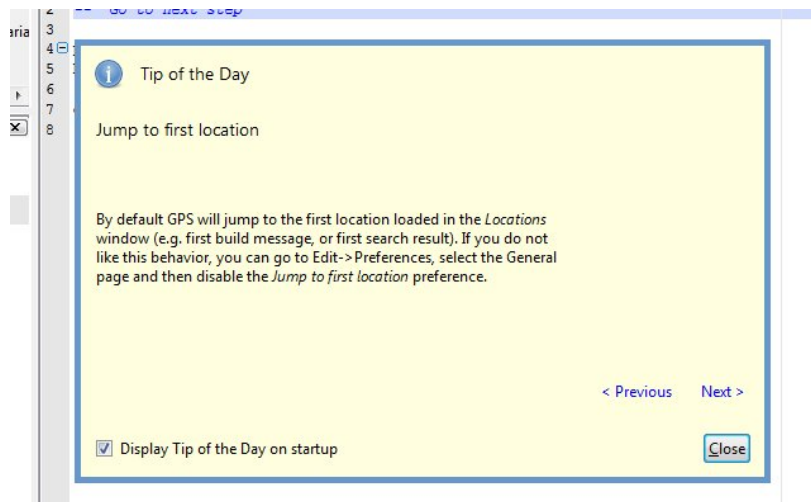 2 -- Go to next step
aria 3
4
5
6
7
8
Tip of the Day
Jump to first location
By default GPS will jump to the first location loaded in the Locations
window (e.g. first build message, or first search result). If you do not
like this behavior, you can go to Edit->Preferences, select the General
page and then disable the Jump to first location preference.
< Previous Next >
Display Tip of the Day on startup
Close